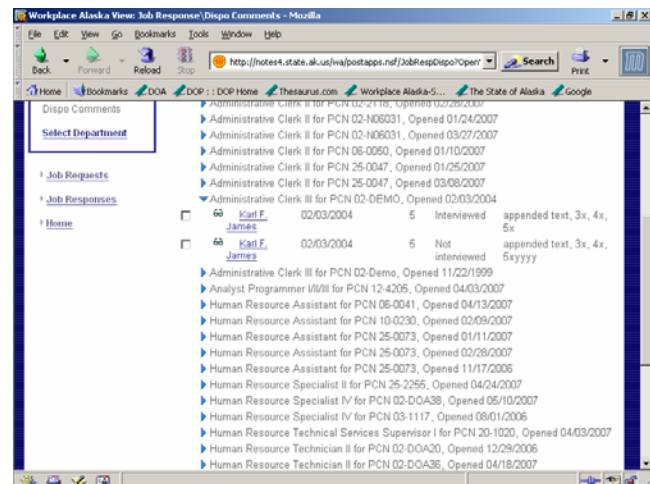 Workplace Alaska View: Job Response\Dispo Comments - Mozilla
File Edit View Go Bookmarks Tools Window Help
Back Forward Reload Stop http://notes4.state.ak.us/wa/postapps.nsf/JobRespDispo?Open Search Print
Home Bookmarks DOA DOP : : DOP Home Thesaurus.com Workplace Alaska-S... The State of Alaska Google
Dispo Comments
Select Department
Job Requests
Job Responses
Home
Administrative Clerk II for PCN 02-2118, Opened 02/28/2007
Administrative Clerk II for PCN 02-N06031, Opened 01/24/2007
Administrative Clerk II for PCN 02-N06031, Opened 03/27/2007
Administrative Clerk II for PCN 06-0050, Opened 01/10/2007
Administrative Clerk II for PCN 25-0047, Opened 01/25/2007
Administrative Clerk II for PCN 25-0047, Opened 03/08/2007
Administrative Clerk III for PCN 02-DEMO, Opened 02/03/2004
Karl F. 02/03/2004 5 Interviewed appended text, 3x, 4x,
James 5x
Karl F. 02/03/2004 5 Not appended text, 3x, 4x,
James interviewed 5xyyyy
Administrative Clerk III for PCN 02-Demo, Opened 11/22/1999
Analyst Programmer I/II/III for PCN 12-4205, Opened 04/03/2007
Human Resource Assistant for PCN 06-0041, Opened 04/13/2007
Human Resource Assistant for PCN 10-0230, Opened 02/09/2007
Human Resource Assistant for PCN 25-0073, Opened 01/11/2007
Human Resource Assistant for PCN 25-0073, Opened 02/28/2007
Human Resource Assistant for PCN 25-0073, Opened 11/17/2006
Human Resource Specialist II for PCN 25-2255, Opened 04/24/2007
Human Resource Specialist IV for PCN 02-DOA38, Opened 05/10/2007
Human Resource Specialist IV for PCN 03-1117, Opened 08/01/2006
Human Resource Technical Services Supervisor I for PCN 20-1020, Opened 04/03/2007
Human Resource Technician II for PCN 02-DOA20, Opened 12/29/2006
Human Resource Technician II for PCN 02-DOA36, Opened 04/18/2007